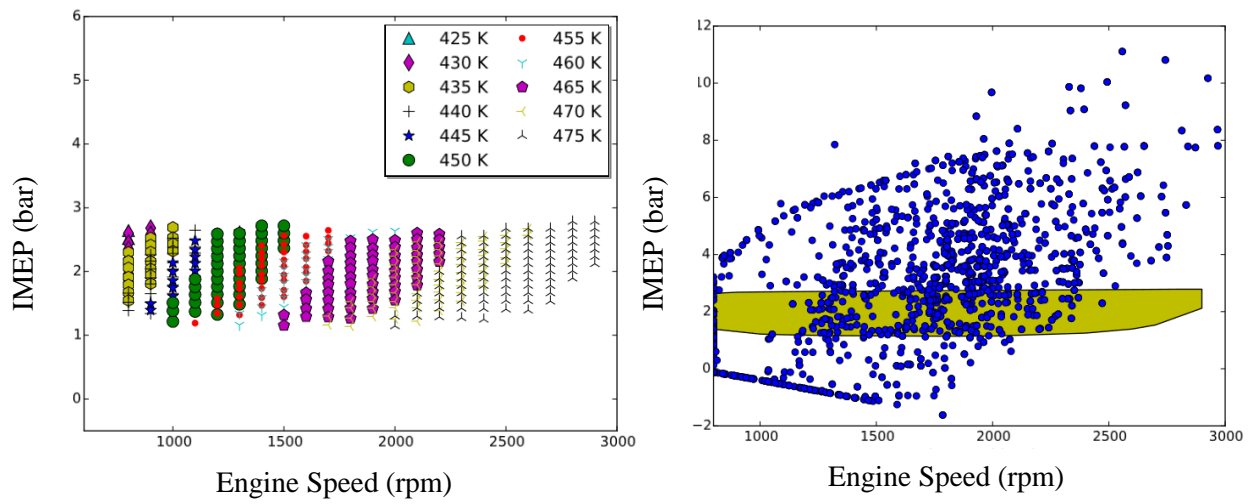 6
5
4
3
2
1
0
IMEP (bar)
425 K
430 K
435 K
440 K
445 K
450 K
455 K
460 K
465 K
470 K
475 K
1000 1500 2000 2500 3000
Engine Speed (rpm)
12
10
8
6
4
2
0
−2
IMEP (bar)
1000 1500 2000 2500 3000
Engine Speed (rpm)